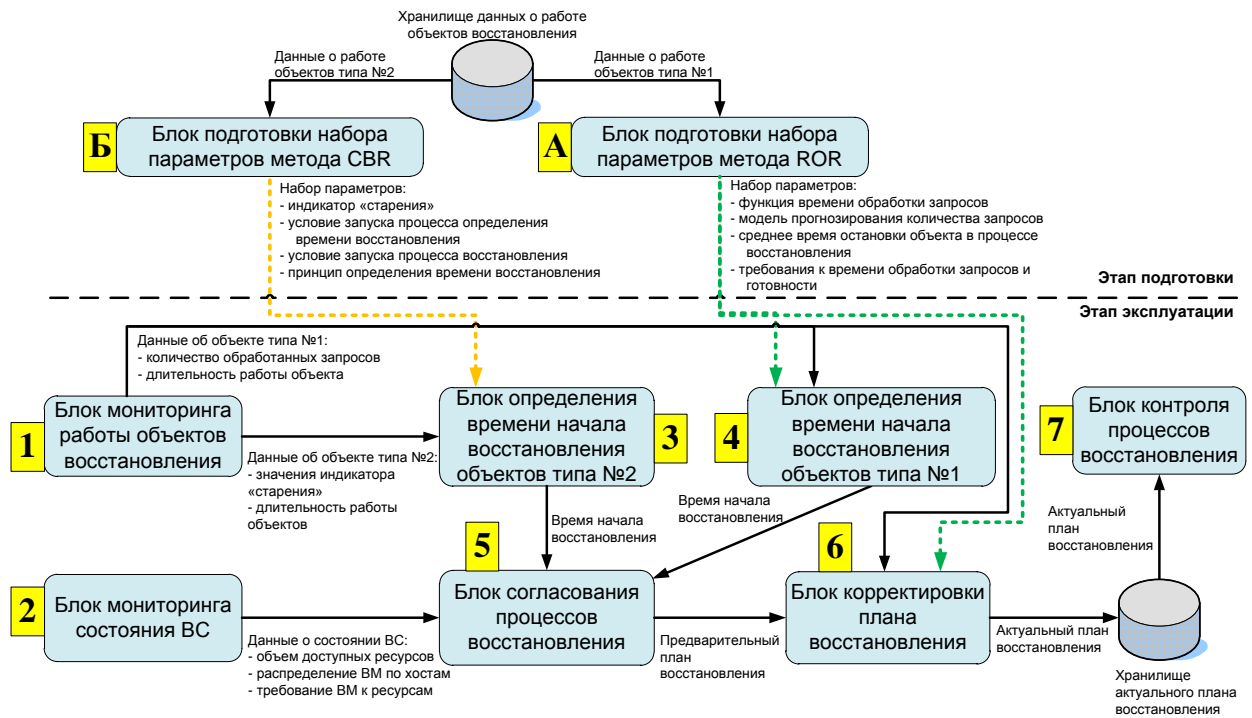 Хранилище данных о работе
объектов восстановления
Данные о работе
объектов типа №2
Данные о работе
объектов типа №1
Б
Блок подготовки набора
параметров метода CBR
А
Блок подготовки набора
параметров метода ROR
Набор параметров:
- индикатор «старения»
- условие запуска процесса определения
времени восстановления
- условие запуска процесса восстановления
- принцип определения времени восстановления
Набор параметров:
- функция времени обработки запросов
- модель прогнозирования количества запросов
- среднее время остановки объекта в процессе
восстановления
- требования к времени обработки запросов и
готовности
Этап подготовки
Этап эксплуатации
Данные об объекте типа №1:
- количество обработанных запросов
- длительность работы объекта
1
Блок мониторинга
работы объектов
восстановления
Данные об объекте типа №2:
- значения индикатора
«старения»
- длительность работы
объектов
Блок определения
времени начала
восстановления
объектов типа №2
3
4
Блок определения
времени начала
восстановления
объектов типа №1
7
Блок контроля
процессов
восстановления
Время начала
восстановления
Время начала
восстановления
Актуальный
план
восстановления
2
Блок мониторинга
состояния ВС
Данные о состоянии ВС:
- объем доступных ресурсов
- распределение ВМ по хостам
- требование ВМ к ресурсам
5
Блок согласования
процессов
восстановления
Предварительный
план
восстановления
6
Блок корректировки
плана
восстановления
Актуальный план
восстановления
Хранилище
актуального плана
восстановления